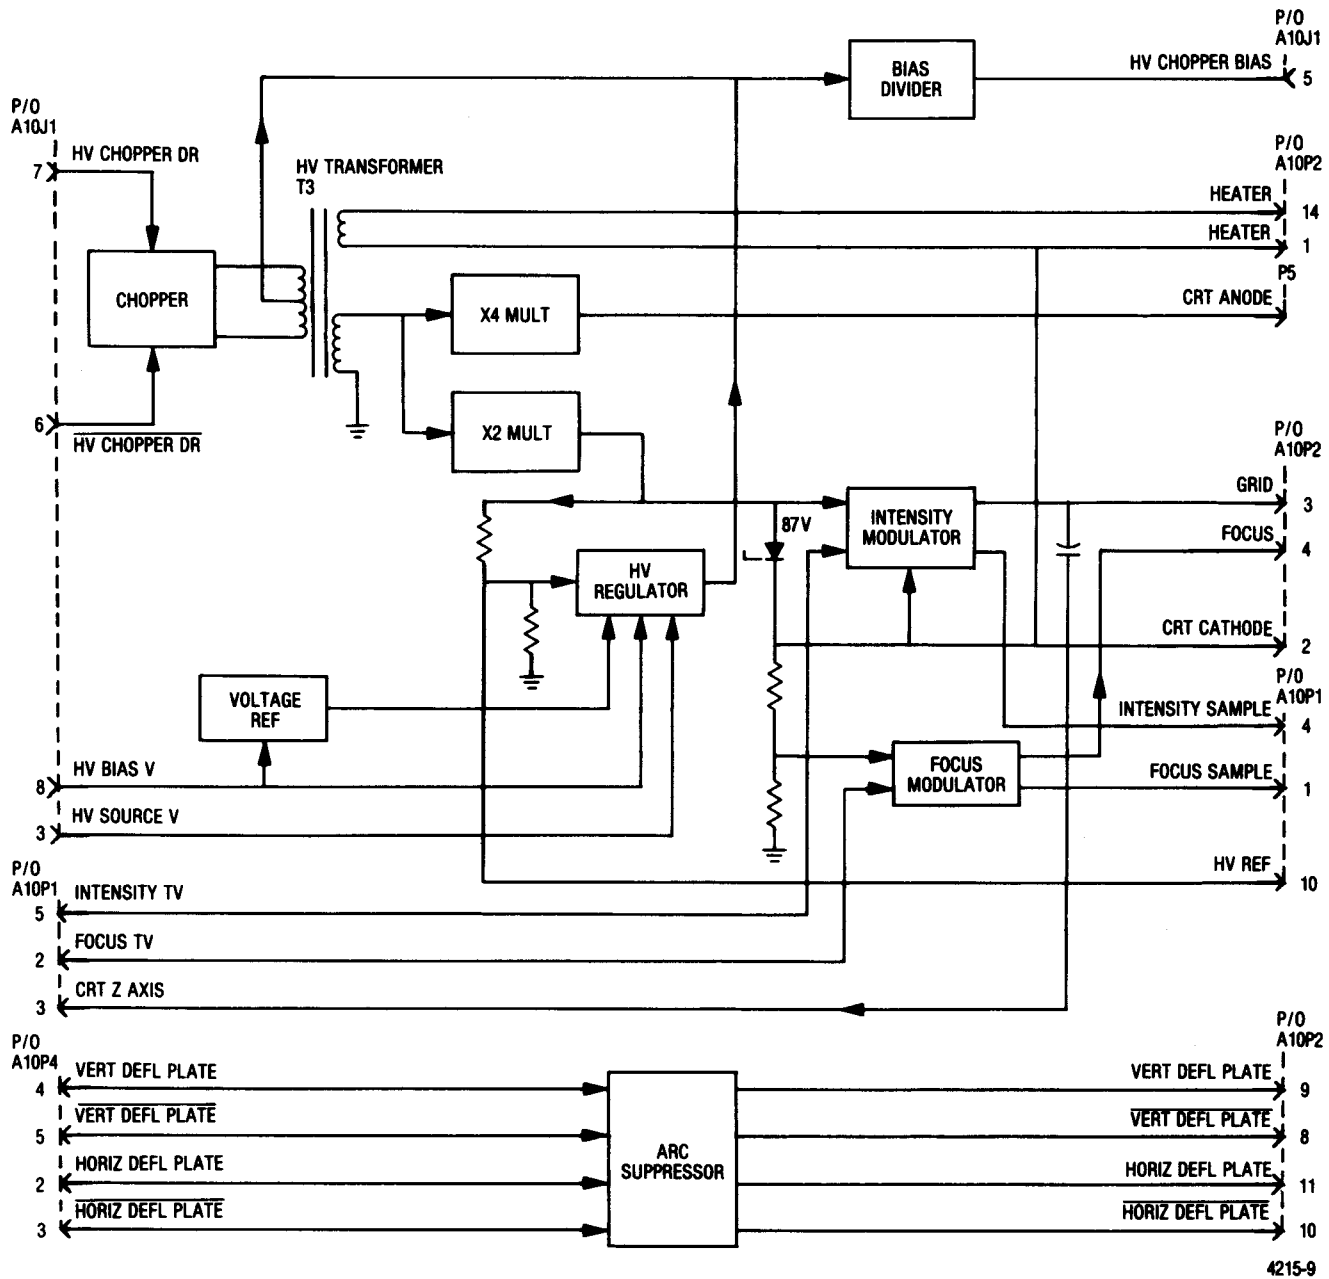 P/O
A10J1
HV CHOPPER BIAS
5
BIAS
DIVIDER
P/O
A10J1
7
HV CHOPPER DR
HV TRANSFORMER
T3
P/O
A10P2
HEATER
14
HEATER
1
P5
CRT ANODE
CHOPPER
X4 MULT
6
HV CHOPPER DR
X2 MULT
P/O
A10P2
GRID
3
87V
INTENSITY
MODULATOR
FOCUS
4
HV
REGULATOR
CRT CATHODE
2
VOLTAGE
REF
P/O
A10P1
INTENSITY SAMPLE
4
FOCUS
MODULATOR
FOCUS SAMPLE
1
8
HV BIAS V
3
HV SOURCE V
HV REF
10
P/O
A10P1
5
INTENSITY TV
2
FOCUS TV
3
CRT Z AXIS
P/O
A10P4
P/O
A10P2
4
VERT DEFL PLATE
VERT DEFL PLATE
9
5
VERT DEFL PLATE
VERT DEFL PLATE
8
ARC
SUPPRESSOR
2
HORIZ DEFL PLATE
HORIZ DEFL PLATE
11
3
HORIZ DEFL PLATE
HORIZ DEFL PLATE
10
4215-9